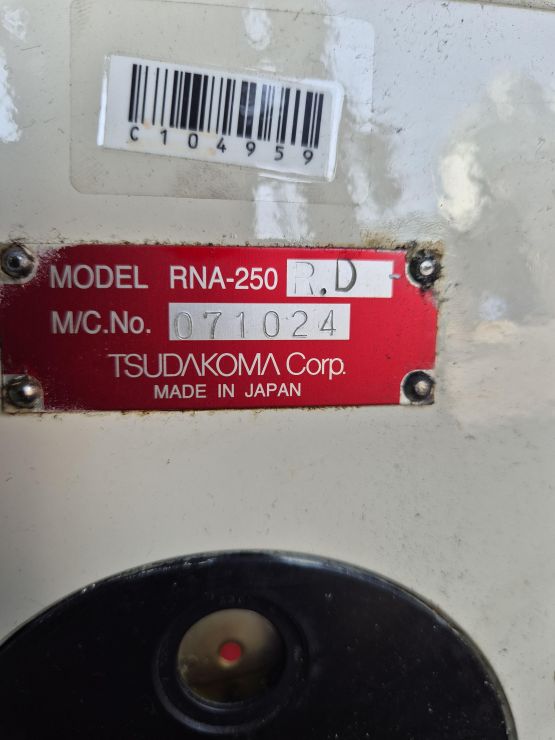 C104959
MODEL RNA-250 R.D
M/C.No. 071024
TSUDAKOMA Corp.
MADE IN JAPAN